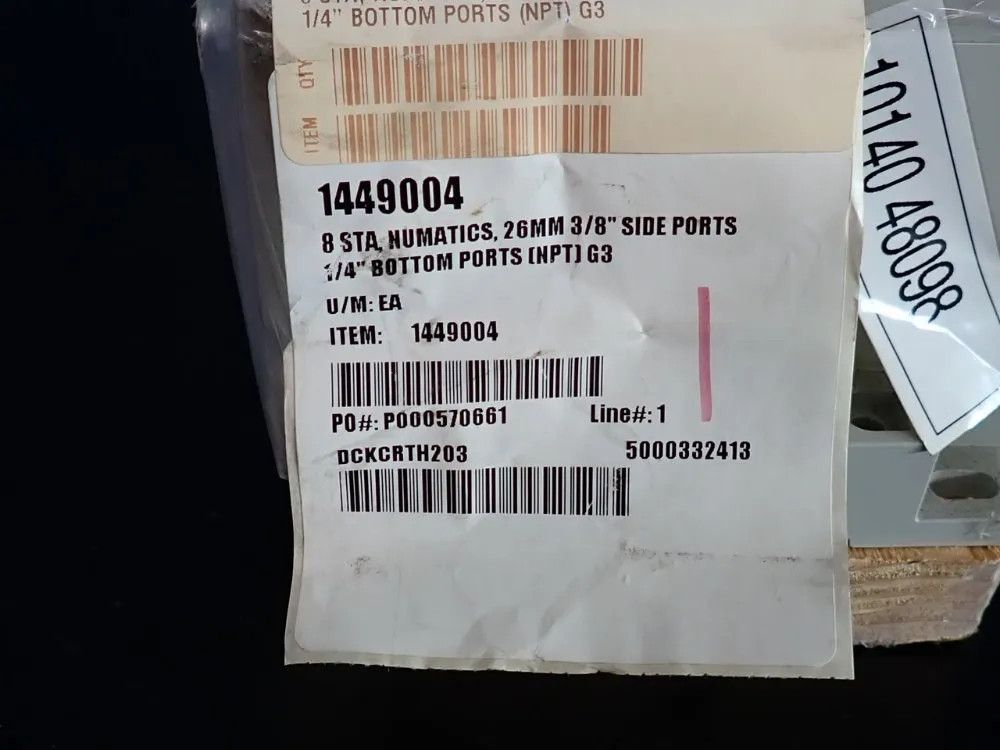 1/4" BOTTOM PORTS (NPT) G3
QTY
ITEM
1449004
8 STA, NUMATICS, 26MM 3/8" SIDE PORTS
1/4" BOTTOM PORTS (NPT) G3
U/M: EA
ITEM: 1449004
PO#: P000570661 Line#: 1
DCKCRTH203 5000332413
10140 48098